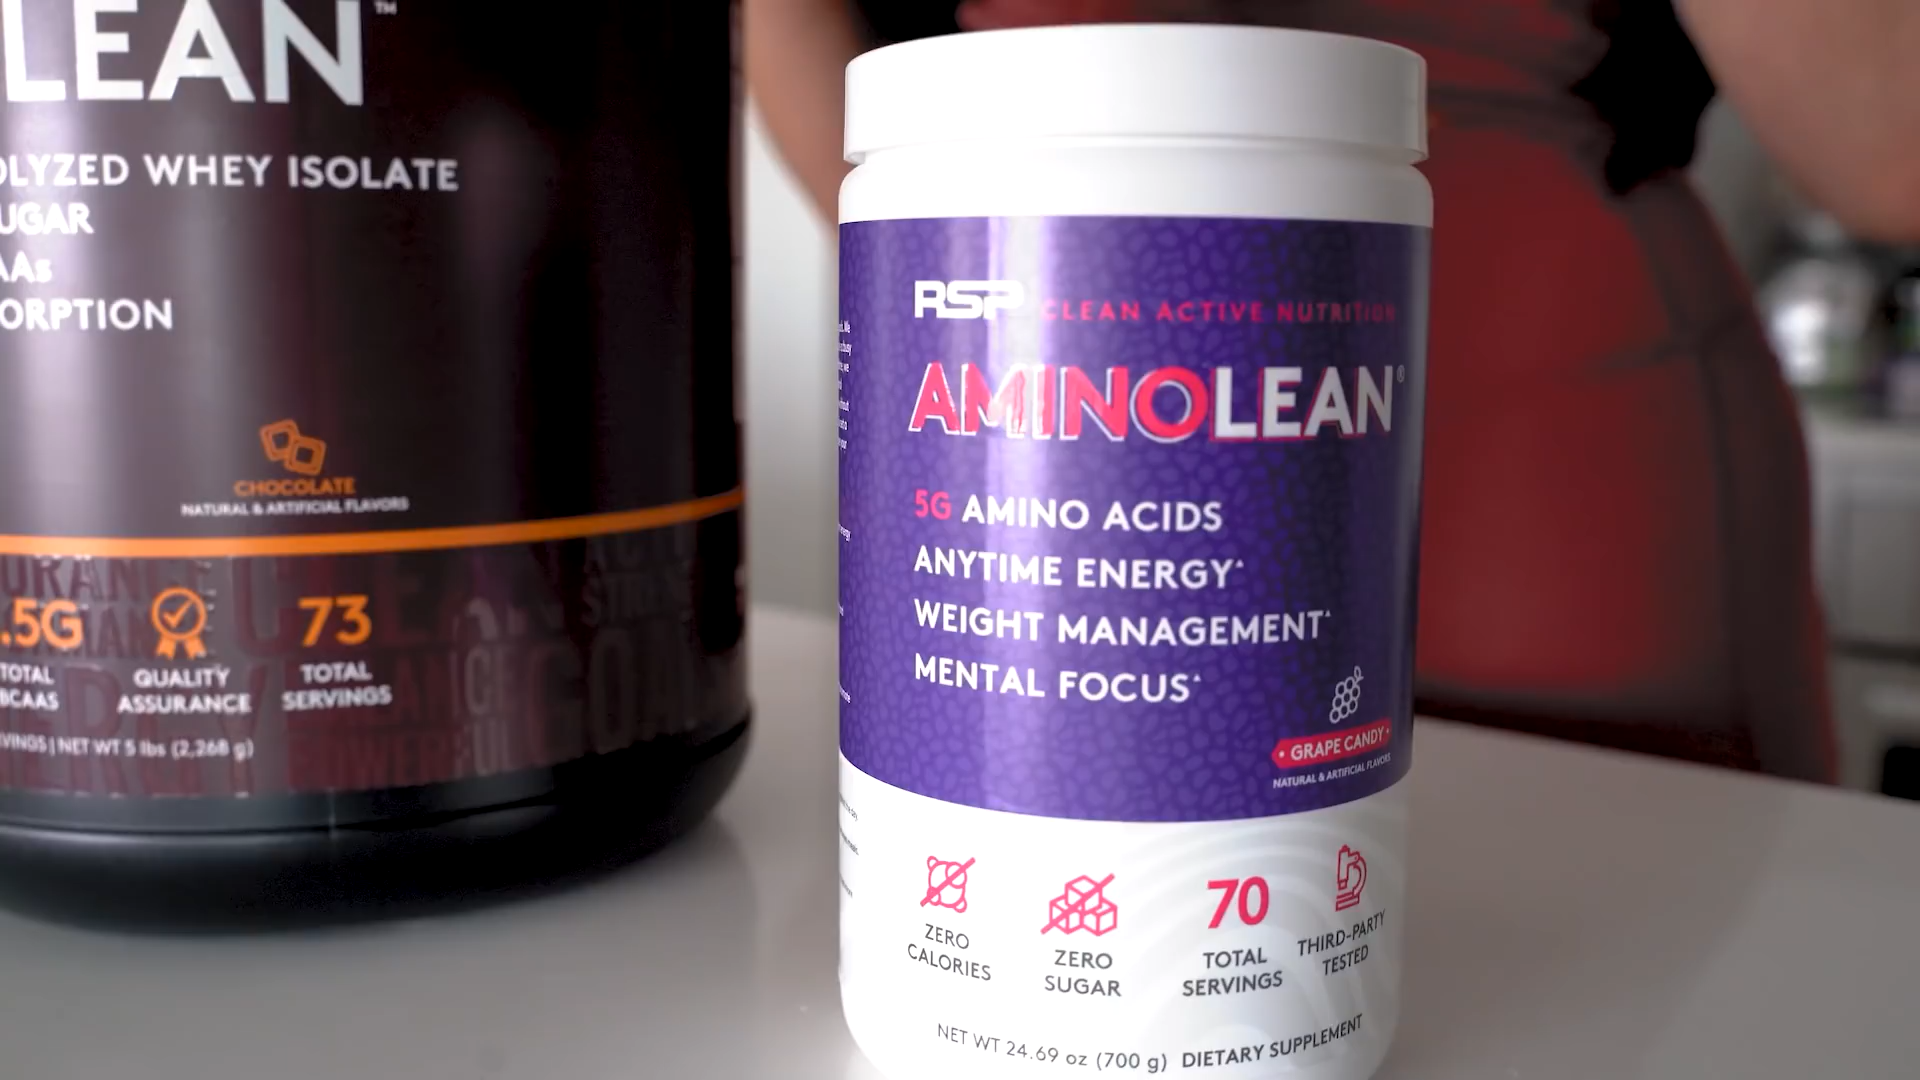 LEAN™
OLYZED WHEY ISOLATE
UGAR
AAs
ORPTION
CHOCOLATE
NATURAL & ARTIFICIAL FLAVORS
.5G
TOTAL
BCAAS
QUALITY
ASSURANCE
73
TOTAL
SERVINGS
VINGS | NET WT 5 lbs (2,268 g)
RSP CLEAN ACTIVE NUTRITION
AMINOLEAN®
5G AMINO ACIDS
ANYTIME ENERGY
WEIGHT MANAGEMENT
MENTAL FOCUS
• GRAPE CANDY •
NATURAL & ARTIFICIAL FLAVORS
ZERO
CALORIES
ZERO
SUGAR
70
TOTAL
SERVINGS
THIRD-PARTY
TESTED
NET WT 24.69 oz (700 g) DIETARY SUPPLEMENT